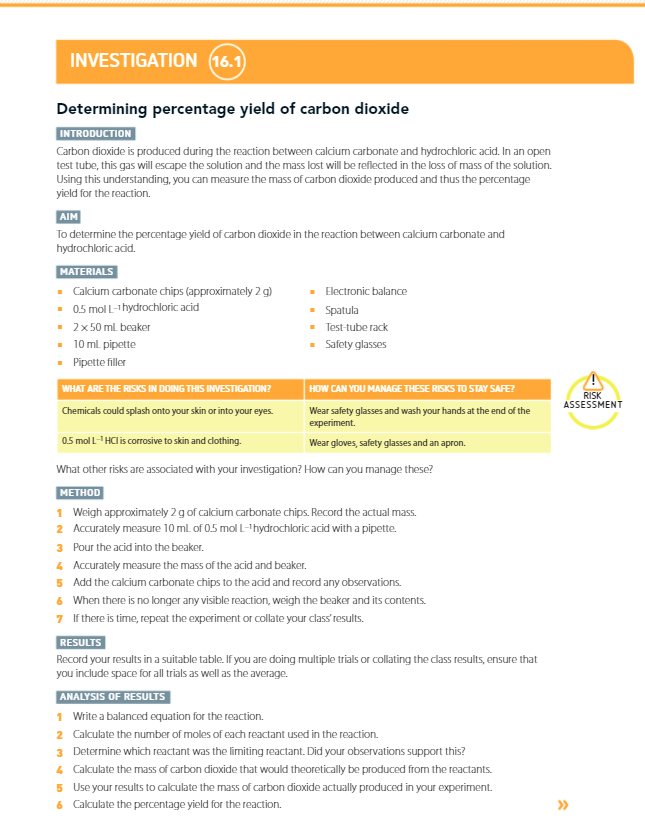 INVESTIGATION 16.1
Determining percentage yield of carbon dioxide
INTRODUCTION
Carbon dioxide is produced during the reaction between calcium carbonate and hydrochloric acid. In an open
test tube, this gas will escape the solution and the mass lost will be reflected in the loss of mass of the solution.
Using this understanding, you can measure the mass of carbon dioxide produced and thus the percentage
yield for the reaction.
AIM
To determine the percentage yield of carbon dioxide in the reaction between calcium carbonate and
hydrochloric acid.
MATERIALS
▪ Calcium carbonate chips (approximately 2 g)
▪ 0.5 mol L⁻¹ hydrochloric acid
▪ 2 × 50 mL beaker
▪ 10 mL pipette
▪ Pipette filler
▪ Electronic balance
▪ Spatula
▪ Test-tube rack
▪ Safety glasses
WHAT ARE THE RISKS IN DOING THIS INVESTIGATION? HOW CAN YOU MANAGE THESE RISKS TO STAY SAFE?
Chemicals could splash onto your skin or into your eyes. Wear safety glasses and wash your hands at the end of the
experiment.
0.5 mol L⁻¹ HCl is corrosive to skin and clothing. Wear gloves, safety glasses and an apron.
!
RISK
ASSESSMENT
What other risks are associated with your investigation? How can you manage these?
METHOD
1 Weigh approximately 2 g of calcium carbonate chips. Record the actual mass.
2 Accurately measure 10 mL of 0.5 mol L⁻¹ hydrochloric acid with a pipette.
3 Pour the acid into the beaker.
4 Accurately measure the mass of the acid and beaker.
5 Add the calcium carbonate chips to the acid and record any observations.
6 When there is no longer any visible reaction, weigh the beaker and its contents.
7 If there is time, repeat the experiment or collate your class' results.
RESULTS
Record your results in a suitable table. If you are doing multiple trials or collating the class results, ensure that
you include space for all trials as well as the average.
ANALYSIS OF RESULTS
1 Write a balanced equation for the reaction.
2 Calculate the number of moles of each reactant used in the reaction.
3 Determine which reactant was the limiting reactant. Did your observations support this?
4 Calculate the mass of carbon dioxide that would theoretically be produced from the reactants.
5 Use your results to calculate the mass of carbon dioxide actually produced in your experiment.
6 Calculate the percentage yield for the reaction.
»